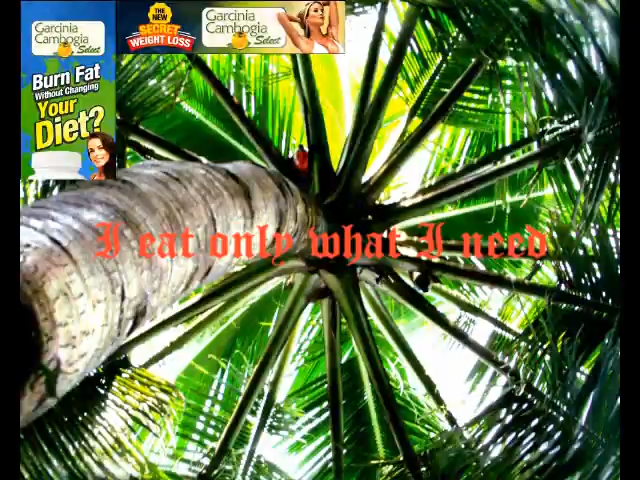 Garcinia
Cambogia
Select
Burn Fat
Without Changing
Your
Diet?
THE
NEW
SECRET
WEIGHT LOSS
Garcinia
Cambogia
Select
I eat only what I need